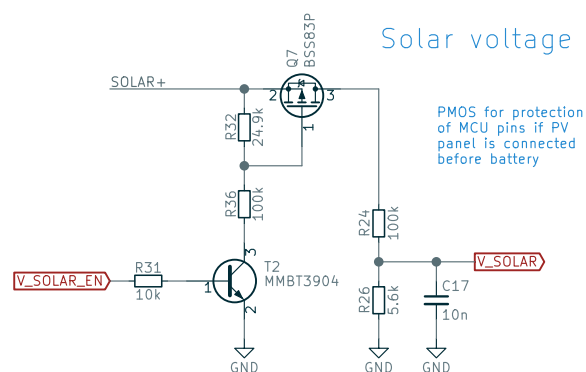 Solar voltage
Q7
BSS83P
SOLAR+
2
3
1
R32
24.9k
PMOS for protection
of MCU pins if PV
panel is connected
before battery
R36
100k
R24
100k
3
T2
MMBT3904
V_SOLAR_EN
R31
10k
1
2
V_SOLAR
R26
5.6k
C17
10n
GND
GND
GND